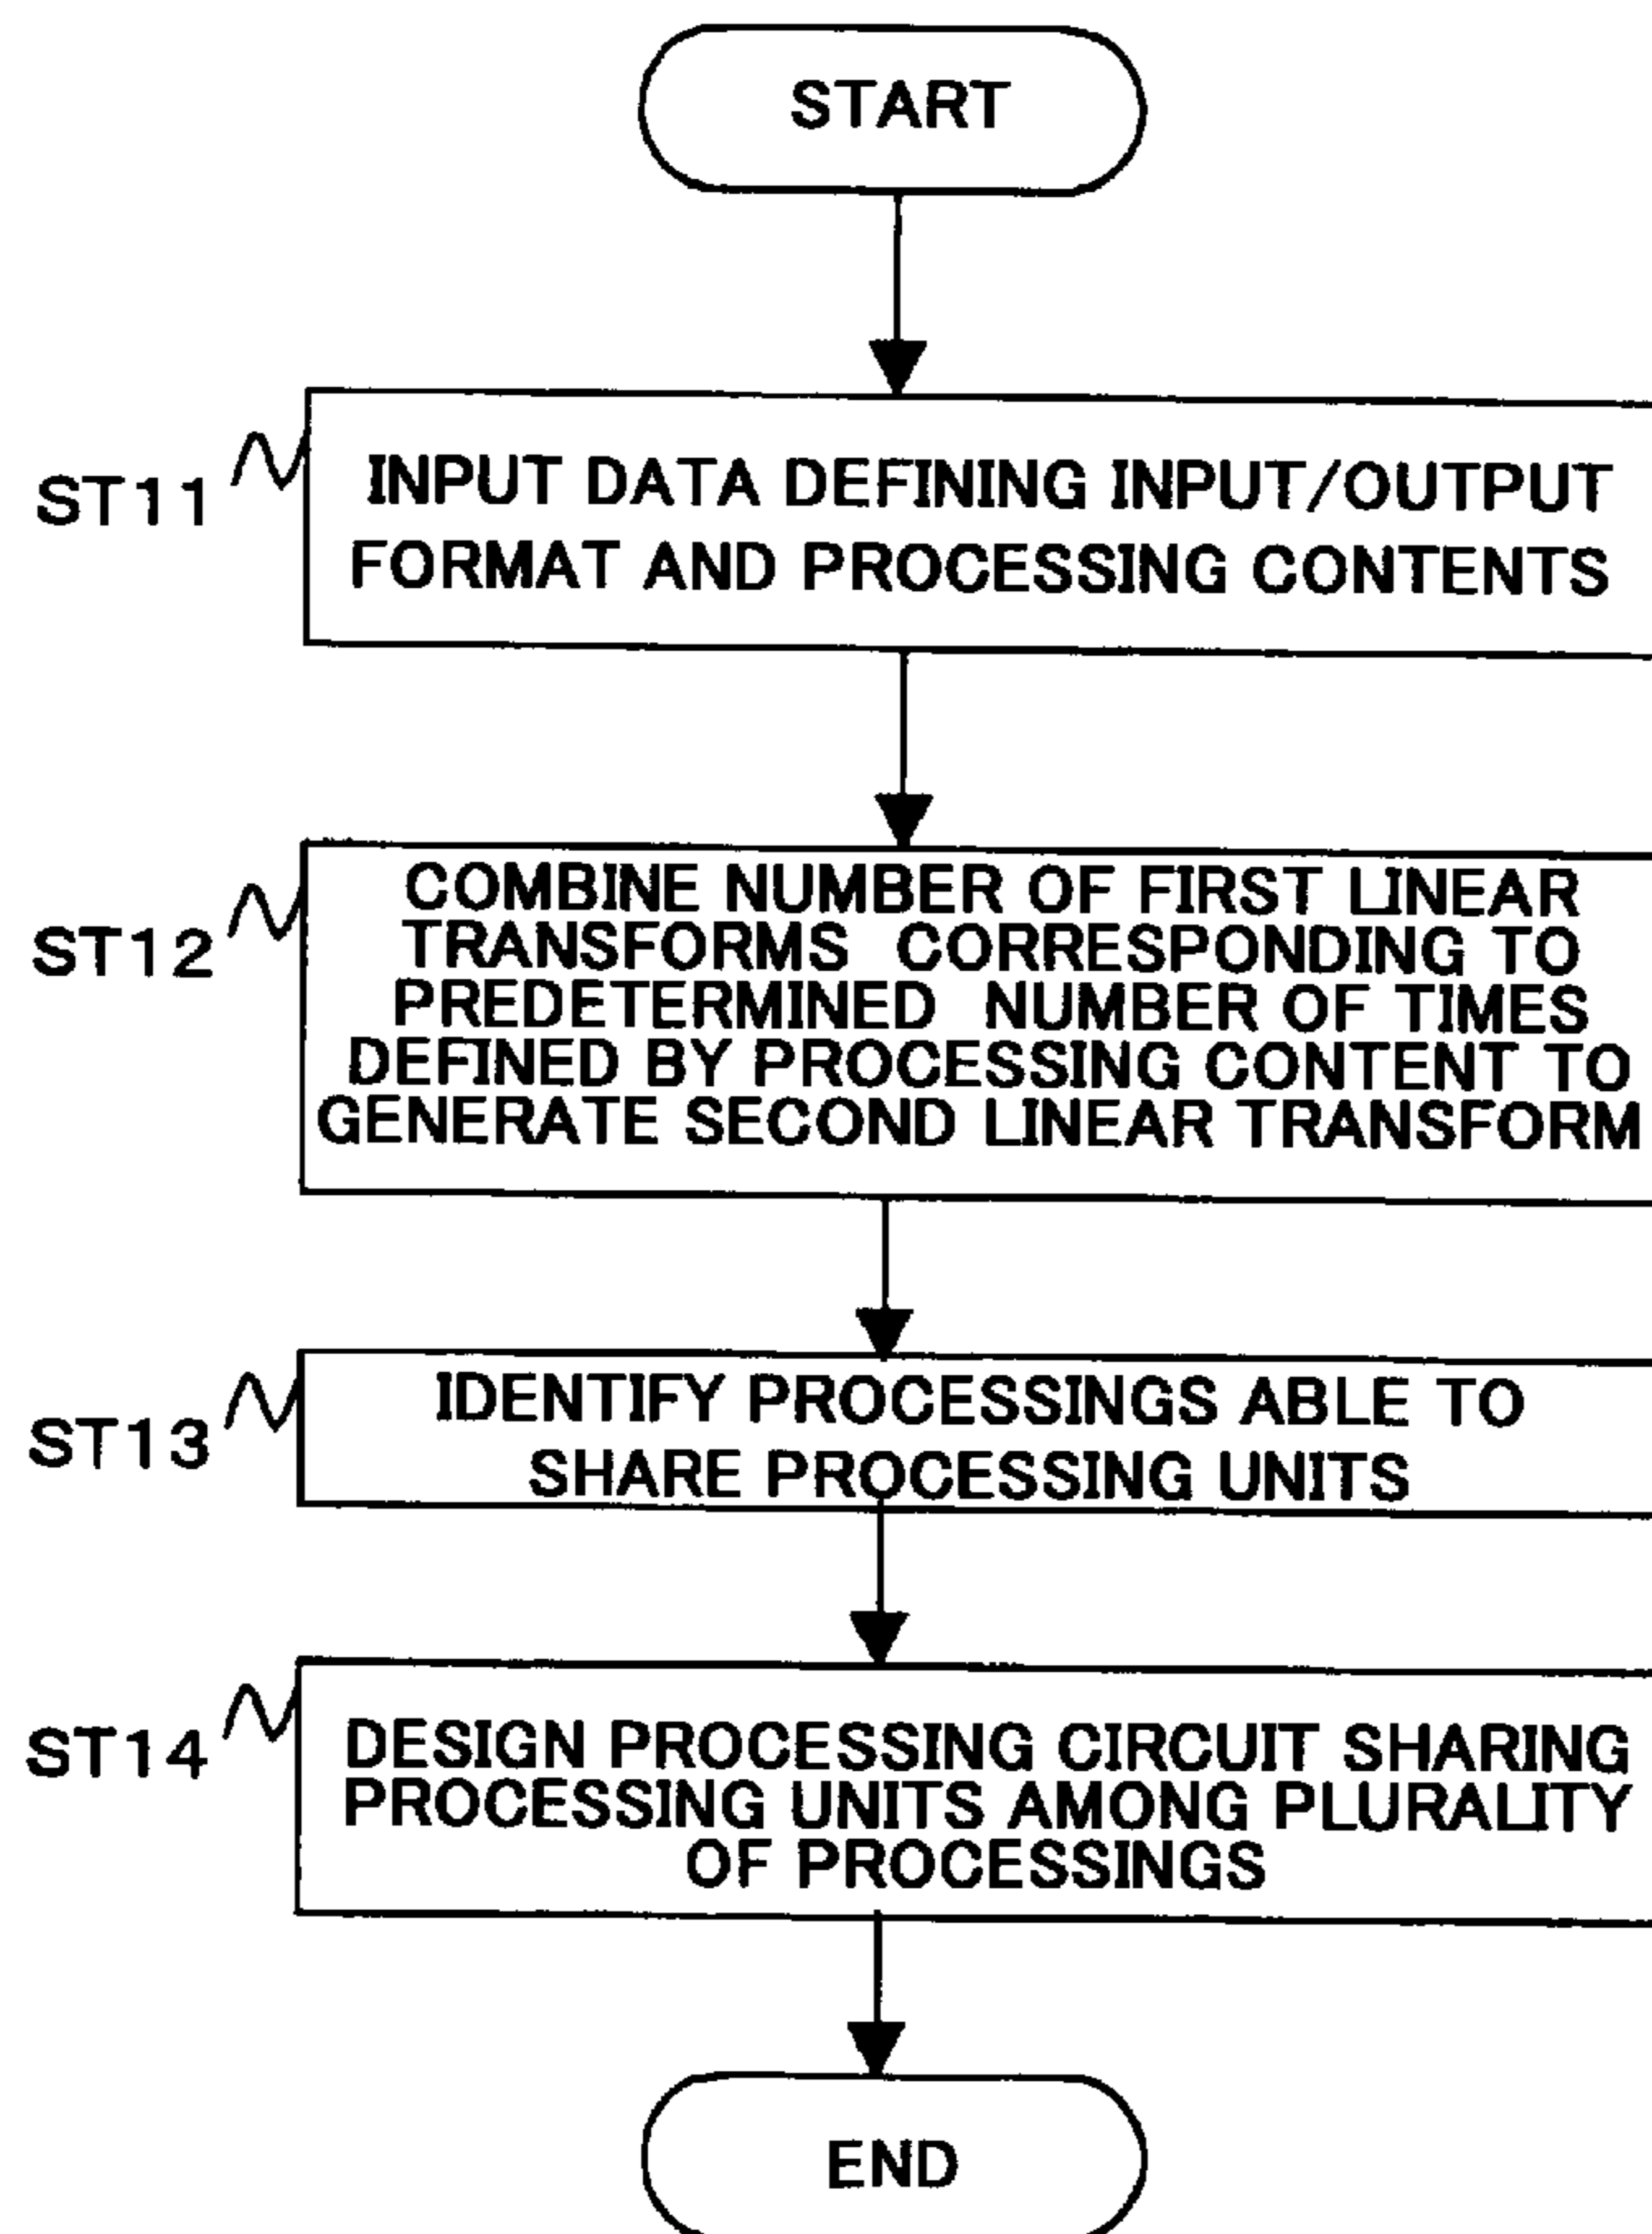 START
ST11
INPUT DATA DEFINING INPUT/OUTPUT
FORMAT AND PROCESSING CONTENTS
ST12
COMBINE NUMBER OF FIRST LINEAR
TRANSFORMS CORRESPONDING TO
PREDETERMINED NUMBER OF TIMES
DEFINED BY PROCESSING CONTENT TO
GENERATE SECOND LINEAR TRANSFORM
ST13
IDENTIFY PROCESSINGS ABLE TO
SHARE PROCESSING UNITS
ST14
DESIGN PROCESSING CIRCUIT SHARING
PROCESSING UNITS AMONG PLURALITY
OF PROCESSINGS
END